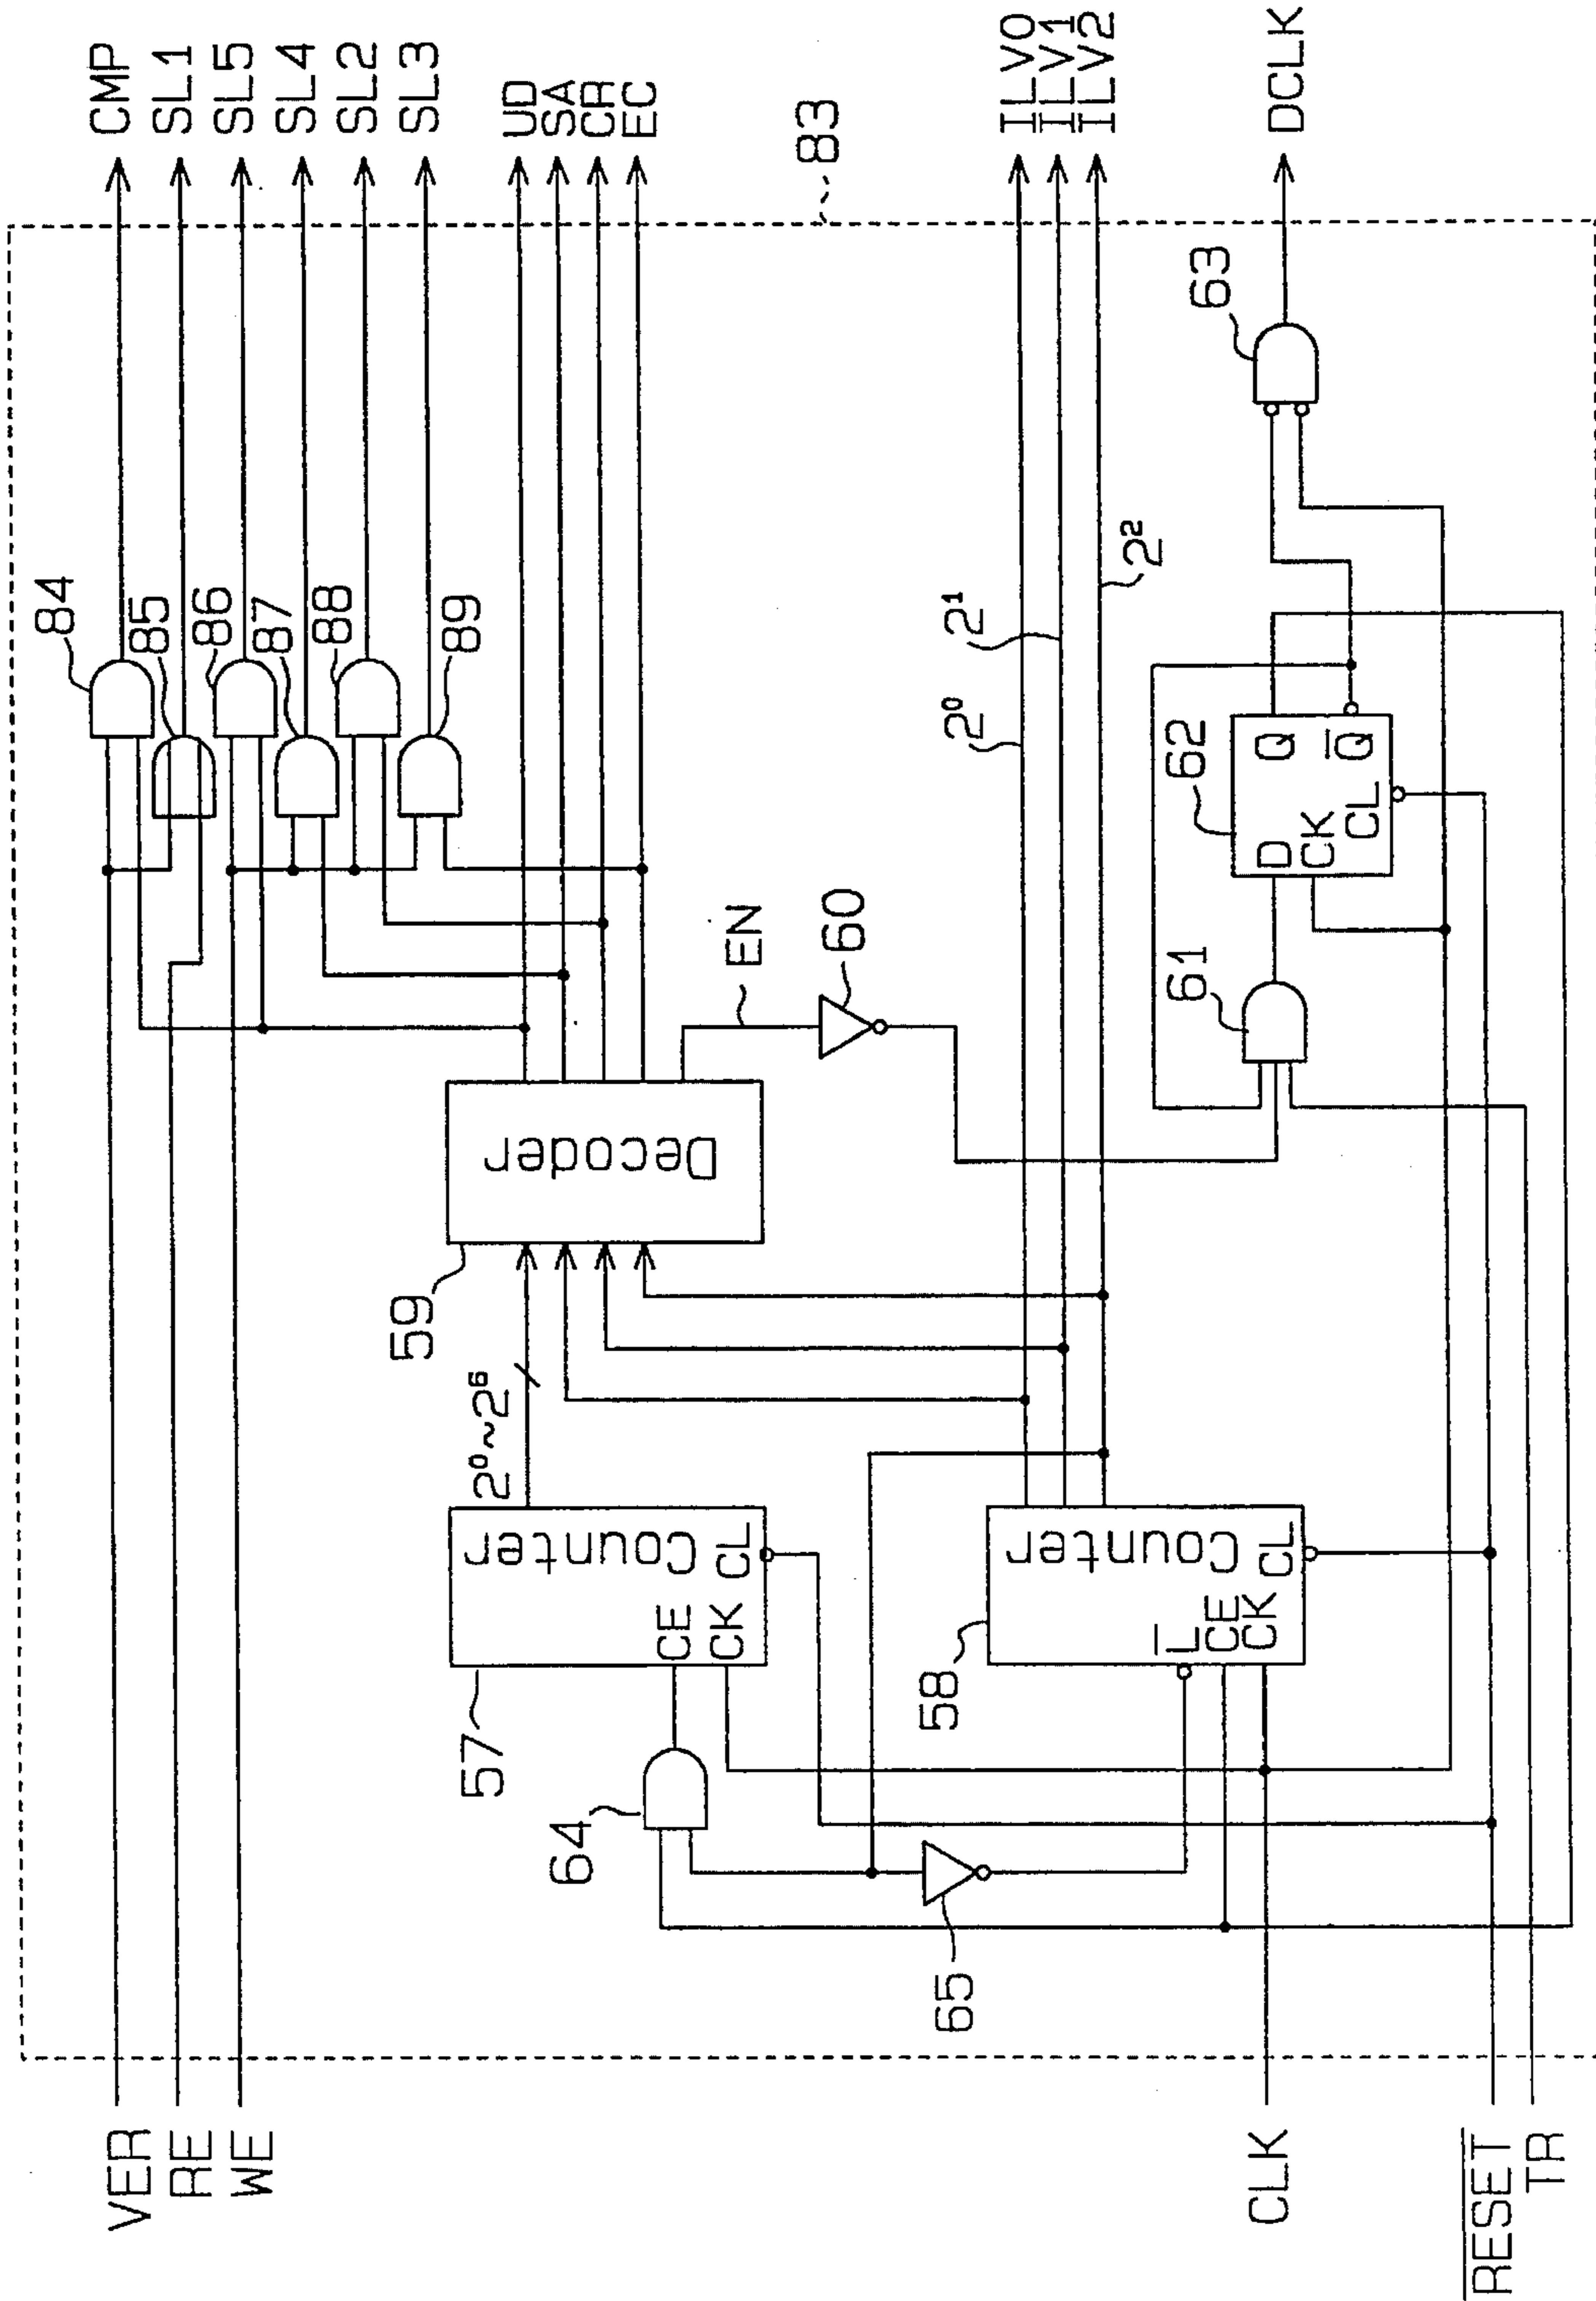 VER
RE
WE
CLK
RESET
TR
CMP
SL1
SL5
SL4
SL2
SL3
UD
SA
CR
EC
ILV0
ILV1
ILV2
DCLK
83
84
85
86
87
88
89
59
Decoder
EN
60
2⁰~2⁶
57
Counter
CE
CK
CL
64
65
58
Counter
L
CE
CK
CL
2⁰
2¹
2²
61
62
D
CK
CL
Q
Q
63